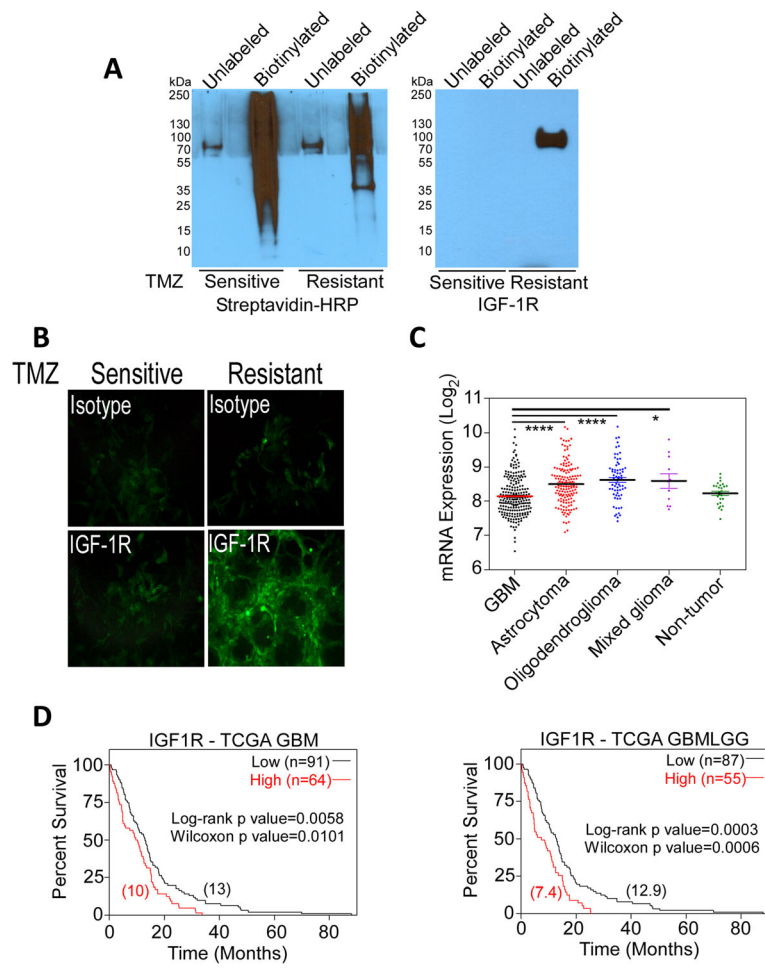 A
Unlabeled
Biotinylated
Unlabeled
Biotinylated
kDa
250
130
100
70
55
35
25
15
10
TMZ
Sensitive
Resistant
Streptavidin-HRP
Unlabeled
Biotinylated
Unlabeled
Biotinylated
kDa
250
130
100
70
55
35
25
15
10
Sensitive
Resistant
IGF-1R
B
TMZ
Sensitive
Resistant
Isotype
Isotype
IGF-1R
IGF-1R
C
mRNA Expression (Log2)
11
10
9
8
7
6
****
****
*
GBM
Astrocytoma
Oligodendroglioma
Mixed glioma
Non-tumor
D
IGF1R - TCGA GBM
Low (n=91)
High (n=64)
Log-rank p value=0.0058
Wilcoxon p value=0.0101
(10)
(13)
Percent Survival
100
75
50
25
0
0 20 40 60 80
Time (Months)
IGF1R - TCGA GBMLGG
Low (n=87)
High (n=55)
Log-rank p value=0.0003
Wilcoxon p value=0.0006
(7.4)
(12.9)
Percent Survival
100
75
50
25
0
0 20 40 60 80
Time (Months)